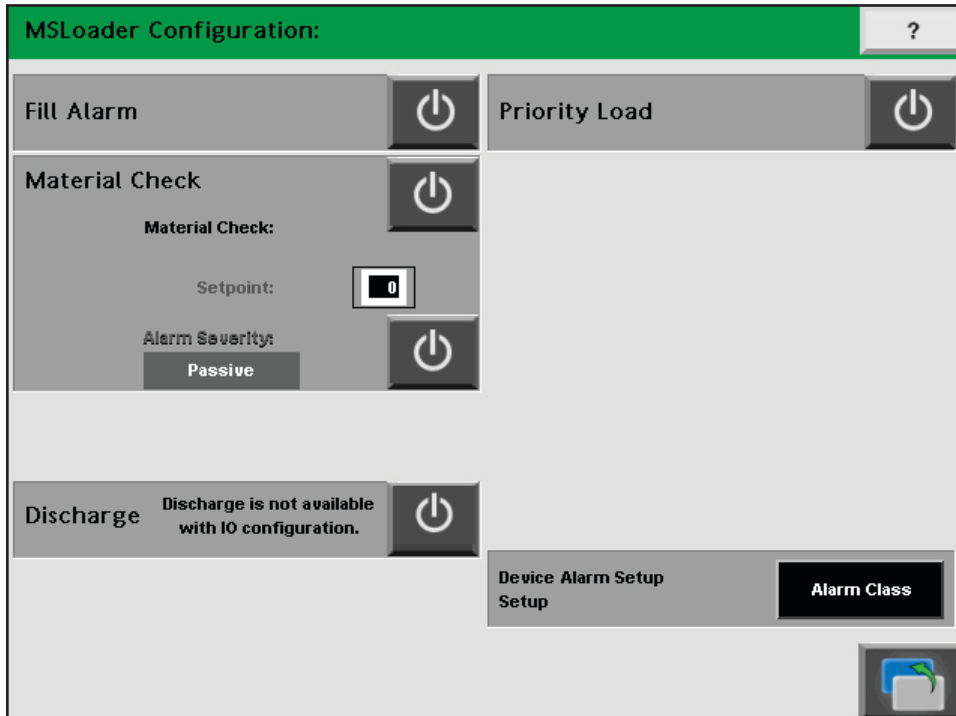 MSLoader Configuration:
?
Fill Alarm
Priority Load
Material Check
Material Check:
Setpoint:
0
Alarm Severity:
Passive
Discharge
Discharge is not available
with IO configuration.
Device Alarm Setup
Setup
Alarm Class